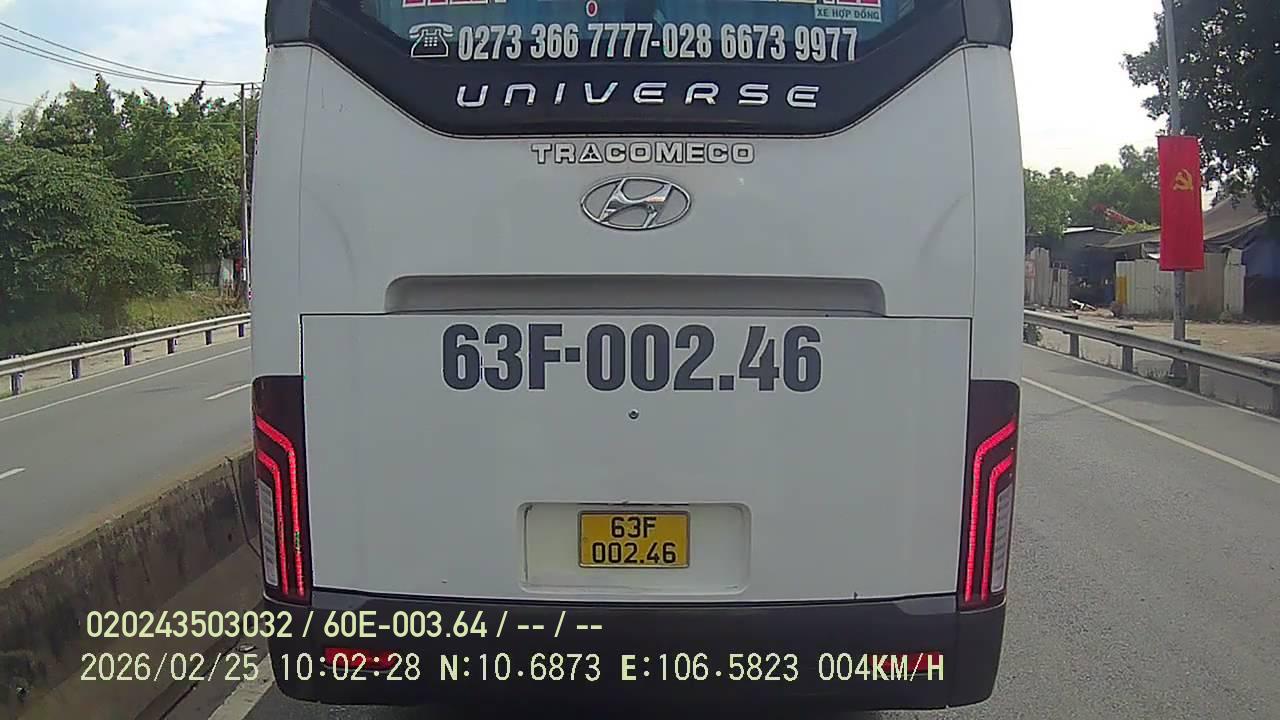 XE HỢP ĐỒNG
0273 366 7777-028 6673 9977
UNIVERSE
TRACOMECO
63F-002.46
63F
002.46
020243503032 / 60E-003.64 / -- / --
2026/02/25 10:02:28 N:10.6873 E:106.5823 004KM/H